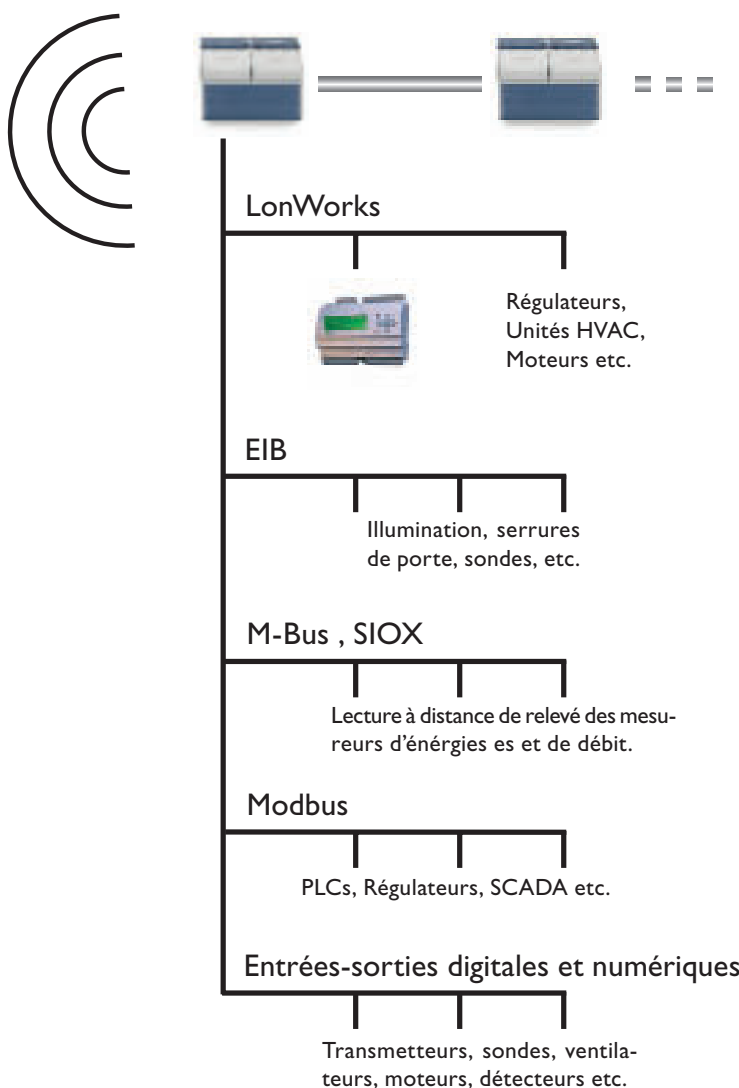 LonWorks
Régulateurs,
Unités HVAC,
Moteurs etc.
EIB
Illumination, serrures
de porte, sondes, etc.
M-Bus , SIOX
Lecture à distance de relevé des mesu-
reurs d'énérgies es et de débit.
Modbus
PLCs, Régulateurs, SCADA etc.
Entrées-sorties digitales et numériques
Transmetteurs, sondes, ventila-
teurs, moteurs, détecteurs etc.